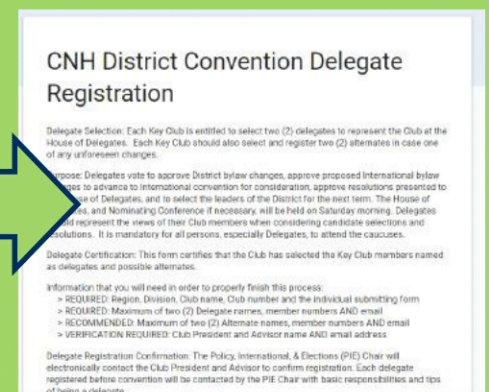 CNH District Convention Delegate
Registration
Delegate Selection: Each Key Club is entitled to select two (2) delegates to represent the Club at the
House of Delegates. Each Key Club should also select and register two (2) alternates in case one
of any unforeseen changes.
Purpose: Delegates vote to approve District bylaw changes, approve proposed International bylaw
to advance to International convention for consideration, approve resolutions presented to
of Delegates, and to select the leaders of the District for the next term. The House of
and Nominating Conference if necessary, will be held on Saturday morning. Delegates
represent the views of their Club members when considering candidate selections and
resolutions. It is mandatory for all persons, especially Delegates, to attend the caucuses.
Delegate Certification: This form certifies that the Club has selected the Key Club members named
as delegates and possible alternates.
Information that you will need in order to properly finish this process:
> REQUIRED: Region, Division, Club name, Club number and the individual submitting form
> REQUIRED: Maximum of two (2) Delegate names, member numbers AND email
> RECOMMENDED: Maximum of two (2) Alternate names, member numbers AND email
> VERIFICATION REQUIRED: Club President and Advisor name AND email address
Delegate Registration Confirmation: The Policy, International, & Elections (PIE) Chair will
electronically contact the Club President and Advisor to confirm registration. Each delegate
registered before convention will be contacted by the PIE Chair with basic responsibilities and tips
of being a delegate.